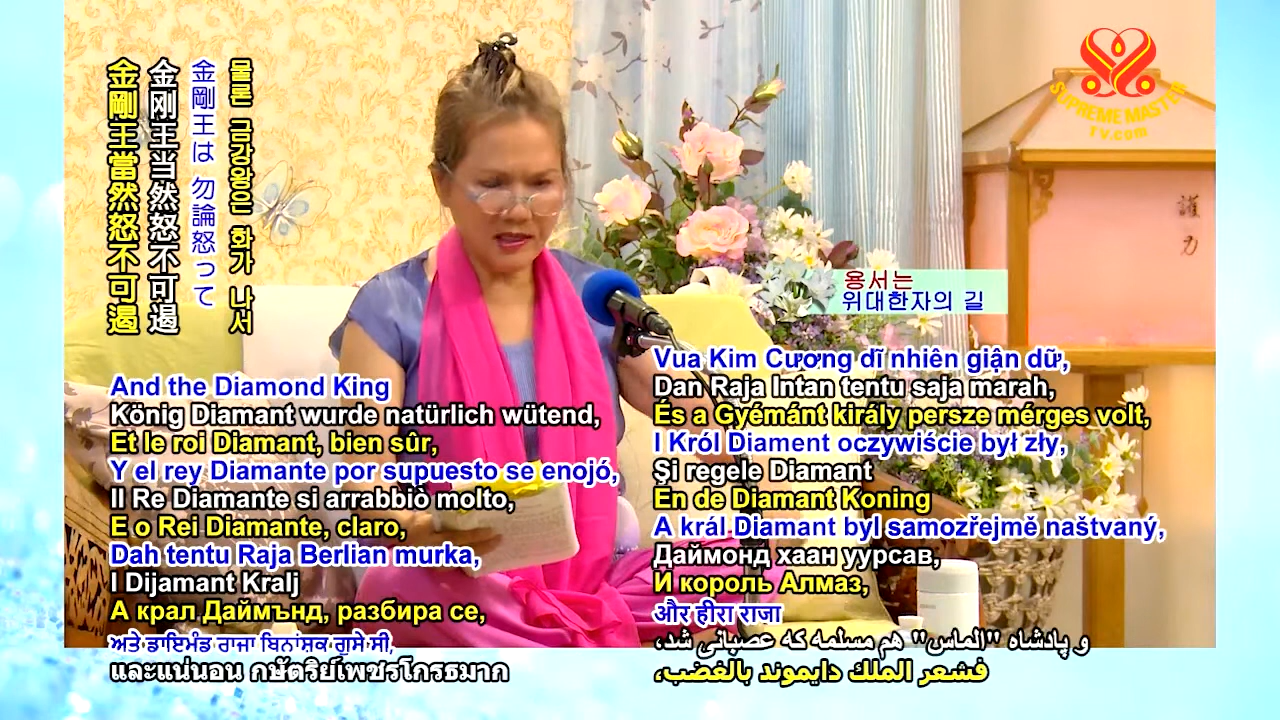 金剛王當然怒不可遏
金刚王当然怒不可遏
金剛王は 勿論怒って
물론 금강왕은 화가 나서
SUPREME MASTER
TV.com
謹
力
용서는
위대한자의 길
And the Diamond King
König Diamant wurde natürlich wütend,
Et le roi Diamant, bien sûr,
Y el rey Diamante por supuesto se enojó,
Il Re Diamante si arrabbiò molto,
E o Rei Diamante, claro,
Dah tentu Raja Berlian murka,
I Dijamant Kralj
А крал Даймънд, разбира се,
ਅਤੇ ਡਾਇਮੰਡ ਰਾਜਾ ਬਿਨਾਂਸ਼ਕ ਗੁਸੇ ਸੀ,
และแน่นอน กษัตริย์เพชรโกรธมาก
Vua Kim Cương dĩ nhiên giận dữ,
Dan Raja Intan tentu saja marah,
És a Gyémánt király persze mérges volt,
I Król Diament oczywiście był zły,
Şi regele Diamant
En de Diamant Koning
A král Diamant byl samozřejmě naštvaný,
Даймонд хаан уурсав,
И король Алмаз,
और हीरा राजा
و پادشاه "الماس" هم مسلمه که عصبانی شد،
فشعر الملك دايموند بالغضب،